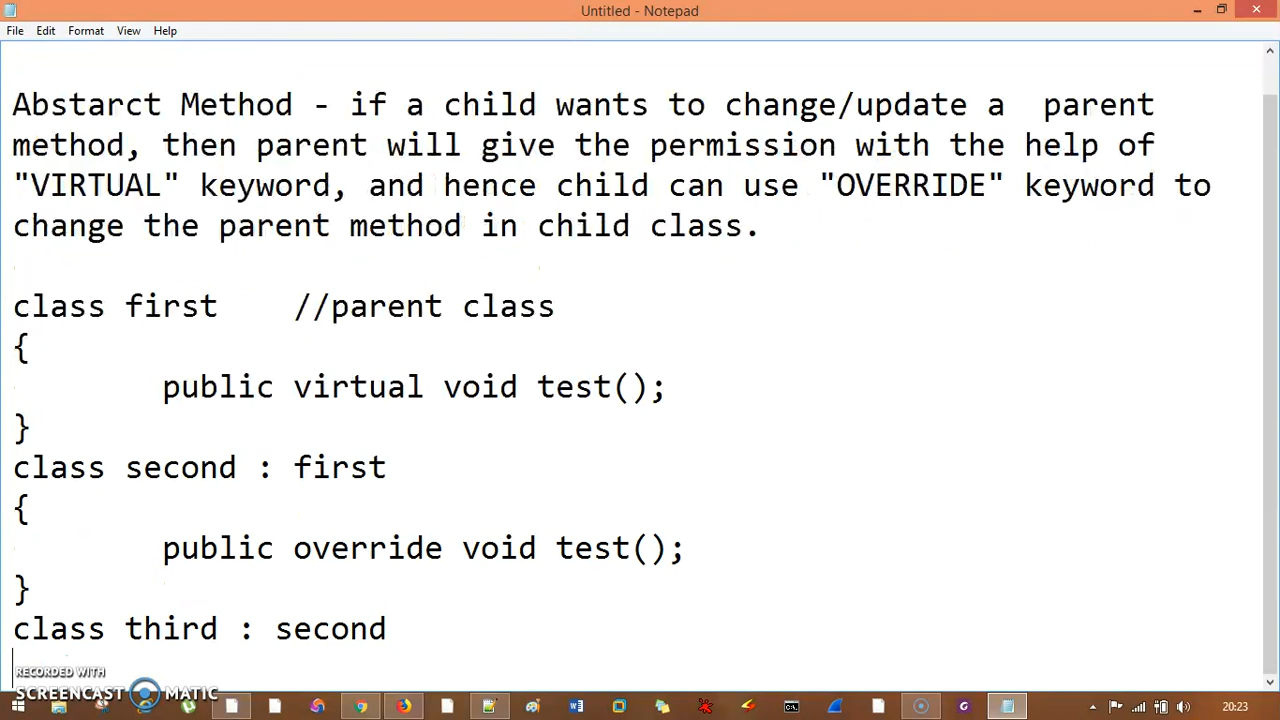 Untitled - Notepad
File Edit Format View Help
Abstarct Method - if a child wants to change/update a  parent
method, then parent will give the permission with the help of
"VIRTUAL" keyword, and hence child can use "OVERRIDE" keyword to
change the parent method in child class.
class first    //parent class
{
public virtual void test();
}
class second : first
{
public override void test();
}
class third : second
RECORDED WITH
SCREENCAST MATIC
20:23